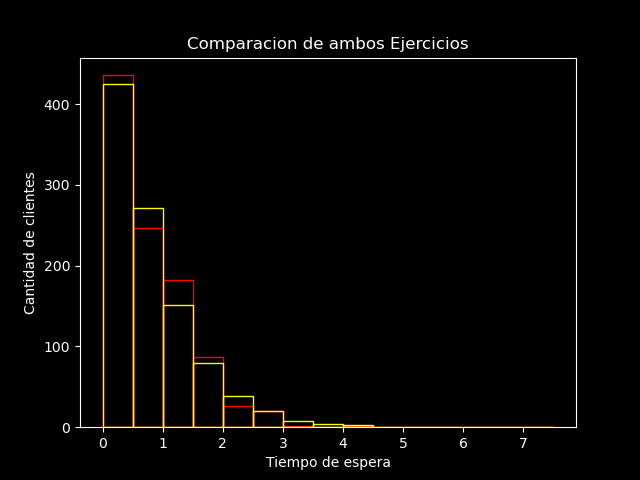 Comparacion de ambos Ejercicios
Cantidad de clientes
400
300
200
100
0
0 1 2 3 4 5 6 7
Tiempo de espera